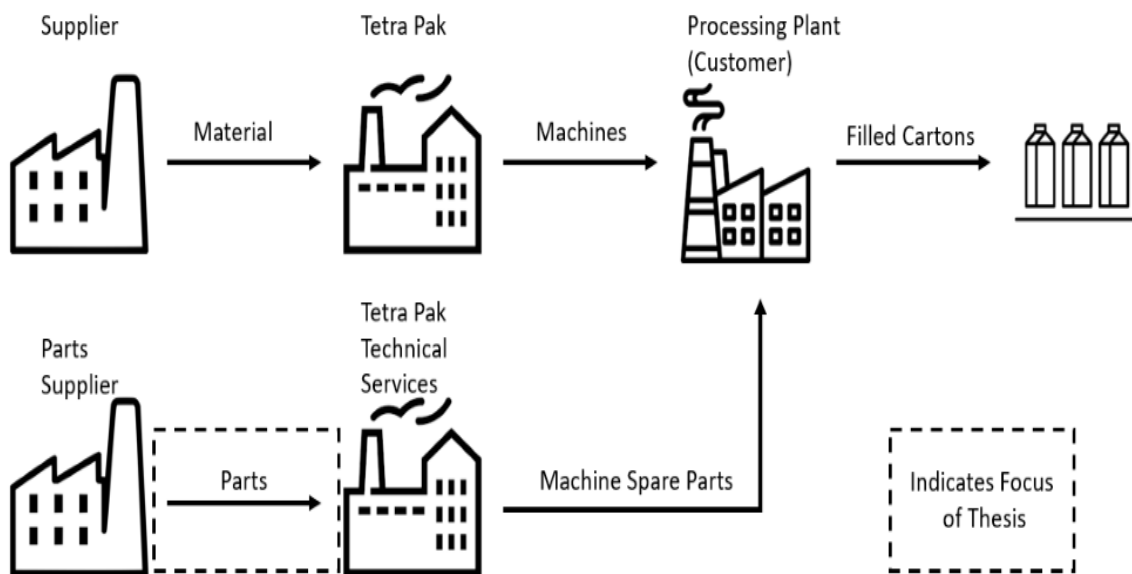 Supplier
Tetra Pak
Processing Plant
(Customer)
Material
Machines
Filled Cartons
Parts
Supplier
Tetra Pak
Technical
Services
Parts
Machine Spare Parts
Indicates Focus
of Thesis